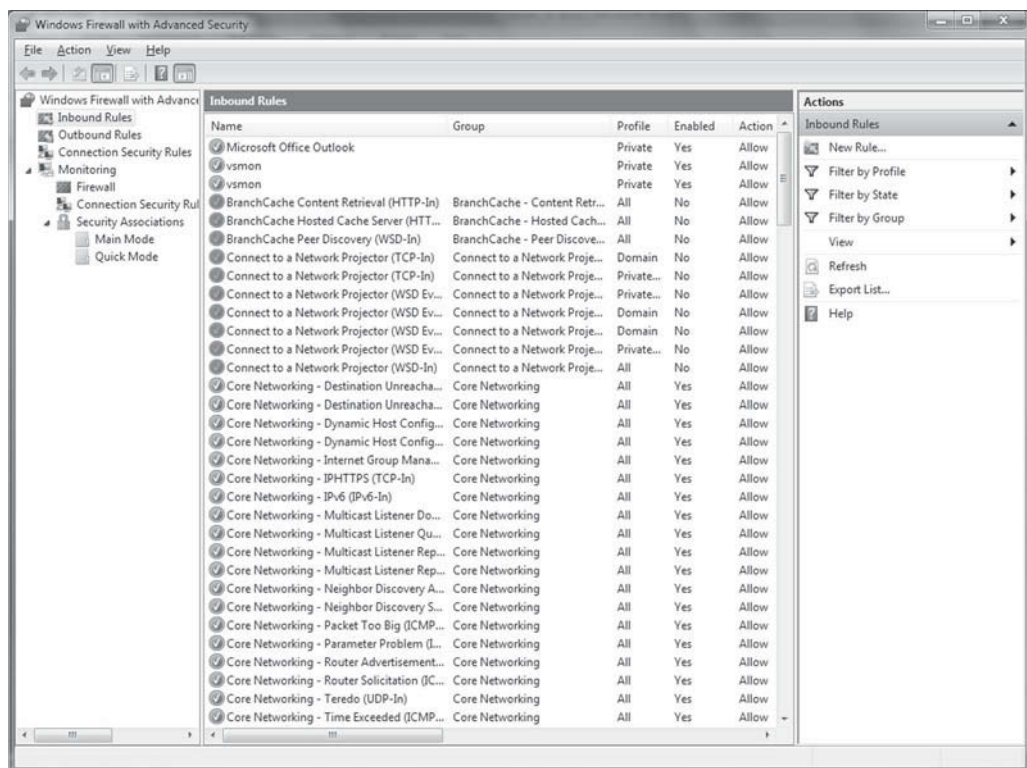 Windows Firewall with Advanced Security
File Action View Help
Windows Firewall with Advance
Inbound Rules
Outbound Rules
Connection Security Rules
Monitoring
Firewall
Connection Security Rul
Security Associations
Main Mode
Quick Mode
Inbound Rules
Name Group Profile Enabled Action
Microsoft Office Outlook Private Yes Allow
vsmon Private Yes Allow
vsmon Private Yes Allow
BranchCache Content Retrieval (HTTP-In) BranchCache - Content Retr... All No Allow
BranchCache Hosted Cache Server (HTT... BranchCache - Hosted Cach... All No Allow
BranchCache Peer Discovery (WSD-In) BranchCache - Peer Discove... All No Allow
Connect to a Network Projector (TCP-In) Connect to a Network Proje... Domain No Allow
Connect to a Network Projector (TCP-In) Connect to a Network Proje... Private... No Allow
Connect to a Network Projector (WSD Ev... Connect to a Network Proje... Private... No Allow
Connect to a Network Projector (WSD Ev... Connect to a Network Proje... Domain No Allow
Connect to a Network Projector (WSD Ev... Connect to a Network Proje... Domain No Allow
Connect to a Network Projector (WSD Ev... Connect to a Network Proje... Private... No Allow
Connect to a Network Projector (WSD-In) Connect to a Network Proje... All No Allow
Core Networking - Destination Unreacha... Core Networking All Yes Allow
Core Networking - Destination Unreacha... Core Networking All Yes Allow
Core Networking - Dynamic Host Config... Core Networking All Yes Allow
Core Networking - Dynamic Host Config... Core Networking All Yes Allow
Core Networking - Internet Group Mana... Core Networking All Yes Allow
Core Networking - IPHTTPS (TCP-In) Core Networking All Yes Allow
Core Networking - IPv6 (IPv6-In) Core Networking All Yes Allow
Core Networking - Multicast Listener Do... Core Networking All Yes Allow
Core Networking - Multicast Listener Qu... Core Networking All Yes Allow
Core Networking - Multicast Listener Rep... Core Networking All Yes Allow
Core Networking - Multicast Listener Rep... Core Networking All Yes Allow
Core Networking - Neighbor Discovery A... Core Networking All Yes Allow
Core Networking - Neighbor Discovery S... Core Networking All Yes Allow
Core Networking - Packet Too Big (ICMP... Core Networking All Yes Allow
Core Networking - Parameter Problem (I... Core Networking All Yes Allow
Core Networking - Router Advertisement... Core Networking All Yes Allow
Core Networking - Router Solicitation (IC... Core Networking All Yes Allow
Core Networking - Teredo (UDP-In) Core Networking All Yes Allow
Core Networking - Time Exceeded (ICMP... Core Networking All Yes Allow
Actions
Inbound Rules
New Rule...
Filter by Profile
Filter by State
Filter by Group
View
Refresh
Export List...
Help